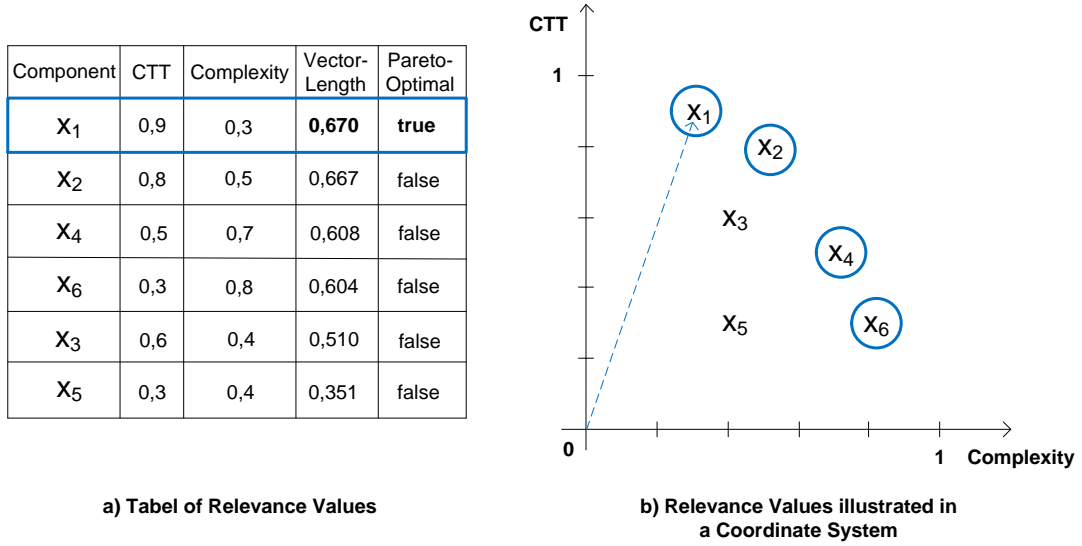 Component CTT Complexity Vector-Length Pareto-Optimal
X1 0,9 0,3 0,670 true
X2 0,8 0,5 0,667 false
X4 0,5 0,7 0,608 false
X6 0,3 0,8 0,604 false
X3 0,6 0,4 0,510 false
X5 0,3 0,4 0,351 false
a) Tabel of Relevance Values
CTT
1
X1
X2
X3
X4
X5
X6
0
1 Complexity
b) Relevance Values illustrated in
a Coordinate System